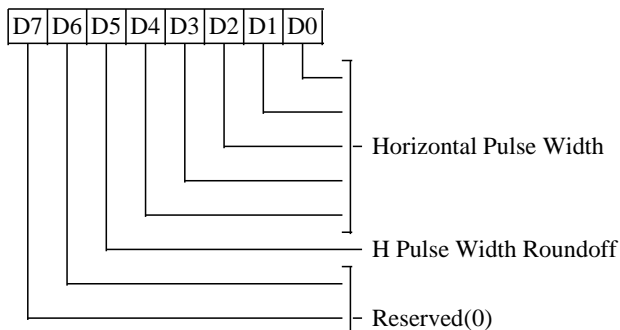 D7 D6 D5 D4 D3 D2 D1 D0
Horizontal Pulse Width
H Pulse Width Roundoff
Reserved(0)